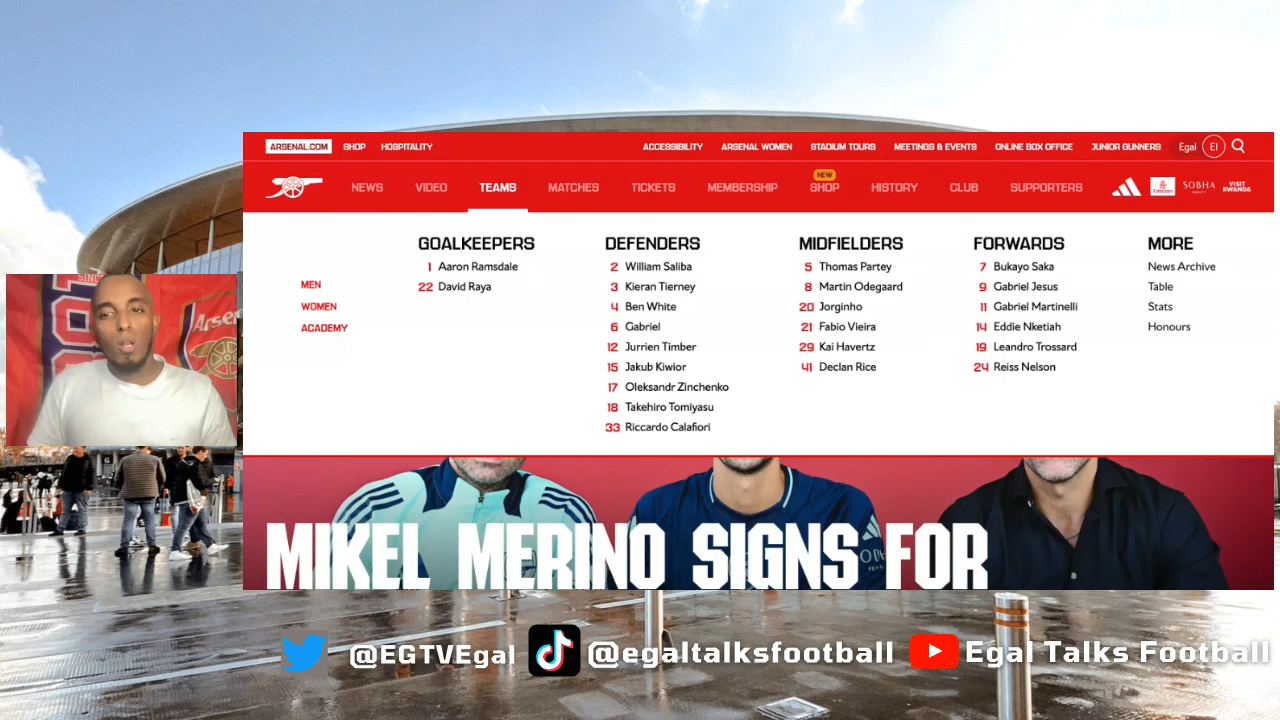 ARSENAL.COM SHOP HOSPITALITY ACCESSIBILITY ARSENAL WOMEN STADIUM TOURS MEETINGS & EVENTS ONLINE BOX OFFICE JUNIOR GUNNERS Egal EI
NEW
NEWS VIDEO TEAMS MATCHES TICKETS MEMBERSHIP SHOP HISTORY CLUB SUPPORTERS Emirates SOBHA VISIT RWANDA
MEN
WOMEN
ACADEMY
GOALKEEPERS
1 Aaron Ramsdale
22 David Raya
DEFENDERS
2 William Saliba
3 Kieran Tierney
4 Ben White
6 Gabriel
12 Jurrien Timber
15 Jakub Kiwior
17 Oleksandr Zinchenko
18 Takehiro Tomiyasu
33 Riccardo Calafiori
MIDFIELDERS
5 Thomas Partey
8 Martin Odegaard
20 Jorginho
21 Fabio Vieira
29 Kai Havertz
41 Declan Rice
FORWARDS
7 Bukayo Saka
9 Gabriel Jesus
11 Gabriel Martinelli
14 Eddie Nketiah
19 Leandro Trossard
24 Reiss Nelson
MORE
News Archive
Table
Stats
Honours
Arsen
MIKEL MERINO SIGNS FOR
@EGTVEgal @egaltalksfootball Egal Talks Football